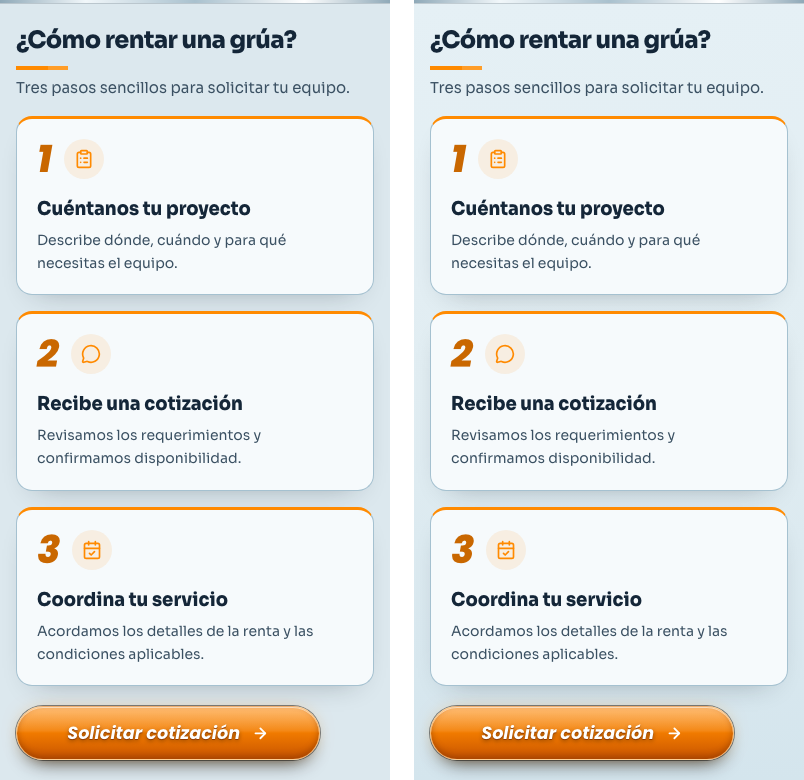 ¿Cómo rentar una grúa?
Tres pasos sencillos para solicitar tu equipo.
1
Cuéntanos tu proyecto
Describe dónde, cuándo y para qué
necesitas el equipo.
2
Recibe una cotización
Revisamos los requerimientos y
confirmamos disponibilidad.
3
Coordina tu servicio
Acordamos los detalles de la renta y las
condiciones aplicables.
Solicitar cotización →
¿Cómo rentar una grúa?
Tres pasos sencillos para solicitar tu equipo.
1
Cuéntanos tu proyecto
Describe dónde, cuándo y para qué
necesitas el equipo.
2
Recibe una cotización
Revisamos los requerimientos y
confirmamos disponibilidad.
3
Coordina tu servicio
Acordamos los detalles de la renta y las
condiciones aplicables.
Solicitar cotización →